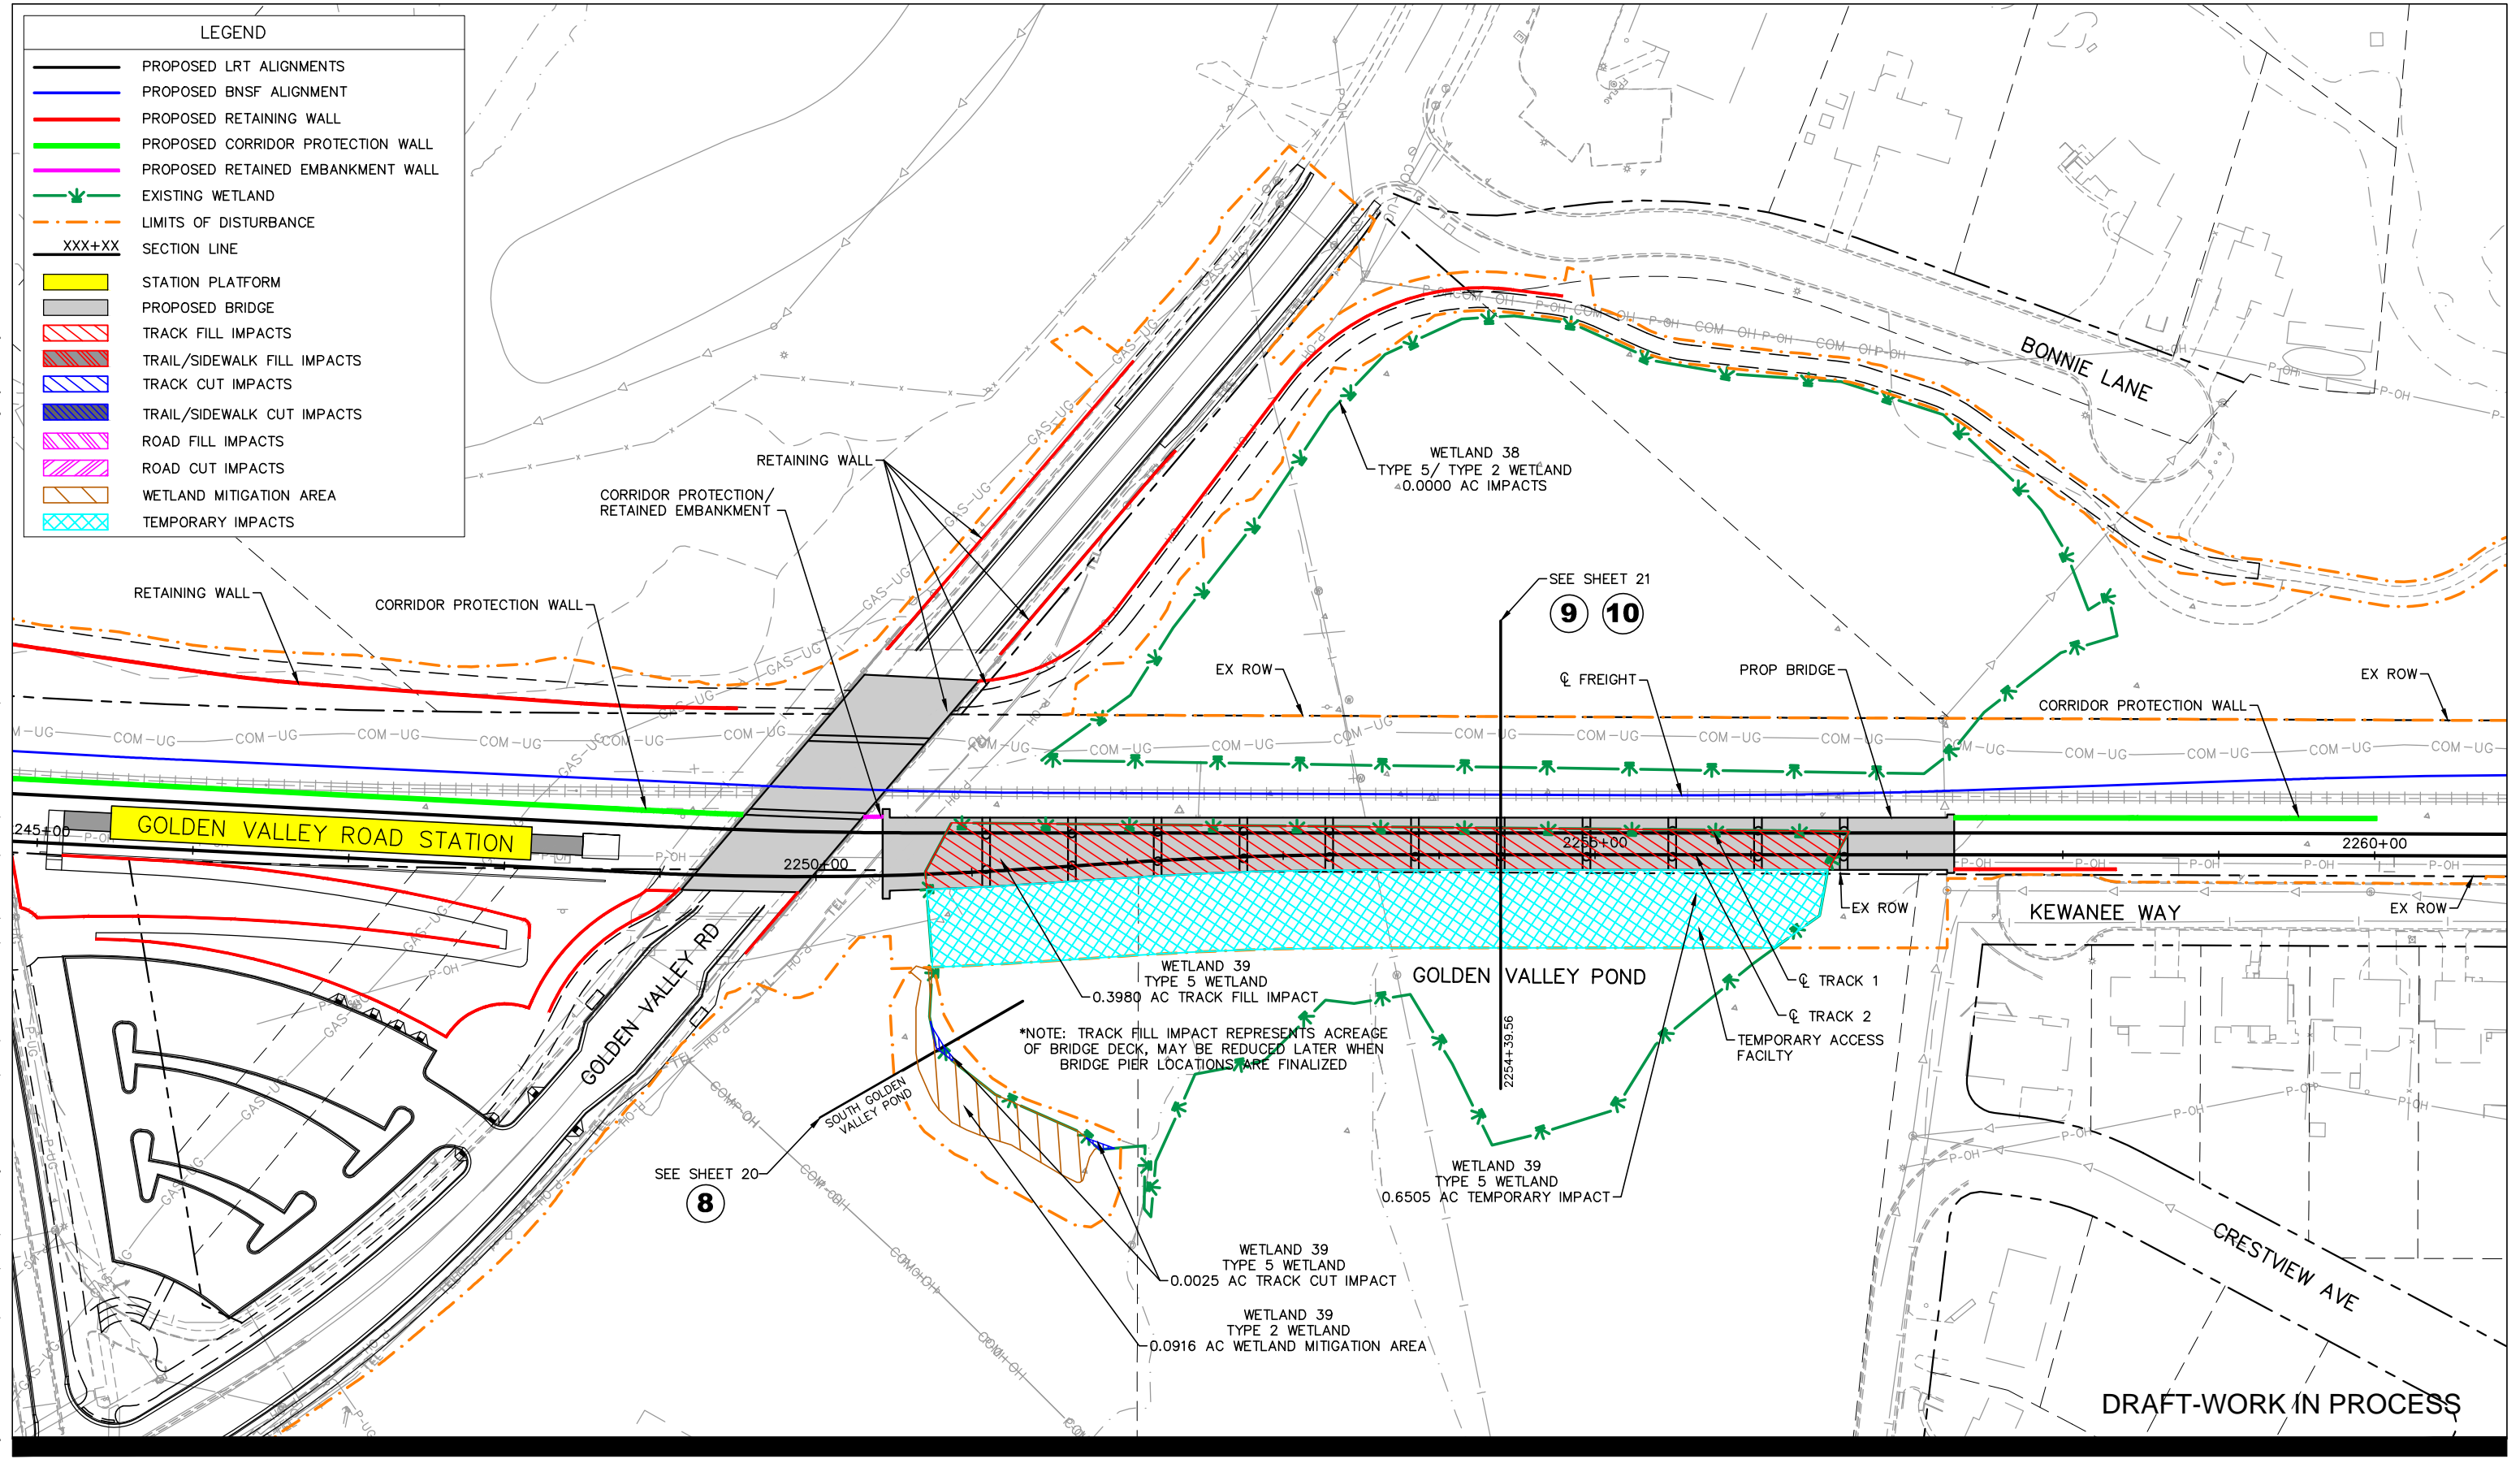 LEGEND
PROPOSED LRT ALIGNMENTS
PROPOSED BNSF ALIGNMENT
PROPOSED RETAINING WALL
PROPOSED CORRIDOR PROTECTION WALL
PROPOSED RETAINED EMBANKMENT WALL
EXISTING WETLAND
LIMITS OF DISTURBANCE
XXX+XX SECTION LINE
STATION PLATFORM
PROPOSED BRIDGE
TRACK FILL IMPACTS
TRAIL/SIDEWALK FILL IMPACTS
TRACK CUT IMPACTS
TRAIL/SIDEWALK CUT IMPACTS
ROAD FILL IMPACTS
ROAD CUT IMPACTS
WETLAND MITIGATION AREA
TEMPORARY IMPACTS
BONNIE LANE
WETLAND 38
TYPE 5/ TYPE 2 WETLAND
0.0000 AC IMPACTS
RETAINING WALL
CORRIDOR PROTECTION/
RETAINED EMBANKMENT
RETAINING WALL
CORRIDOR PROTECTION WALL
SEE SHEET 21
9 10
EX ROW
℄ FREIGHT
PROP BRIDGE
EX ROW
CORRIDOR PROTECTION WALL
COM-UG
GAS-UG
P-OH
COM-OH
TEL
245+00
GOLDEN VALLEY ROAD STATION
2250+00
2255+00
2260+00
EX ROW
KEWANEE WAY
EX ROW
GOLDEN VALLEY RD
WETLAND 39
TYPE 5 WETLAND
0.3980 AC TRACK FILL IMPACT
GOLDEN VALLEY POND
℄ TRACK 1
℄ TRACK 2
TEMPORARY ACCESS
FACILTY
*NOTE: TRACK FILL IMPACT REPRESENTS ACREAGE
OF BRIDGE DECK, MAY BE REDUCED LATER WHEN
BRIDGE PIER LOCATIONS ARE FINALIZED
2254+39.56
SOUTH GOLDEN
VALLEY POND
SEE SHEET 20
8
WETLAND 39
TYPE 5 WETLAND
0.6505 AC TEMPORARY IMPACT
WETLAND 39
TYPE 5 WETLAND
0.0025 AC TRACK CUT IMPACT
WETLAND 39
TYPE 2 WETLAND
0.0916 AC WETLAND MITIGATION AREA
CRESTVIEW AVE
DRAFT-WORK IN PROCESS